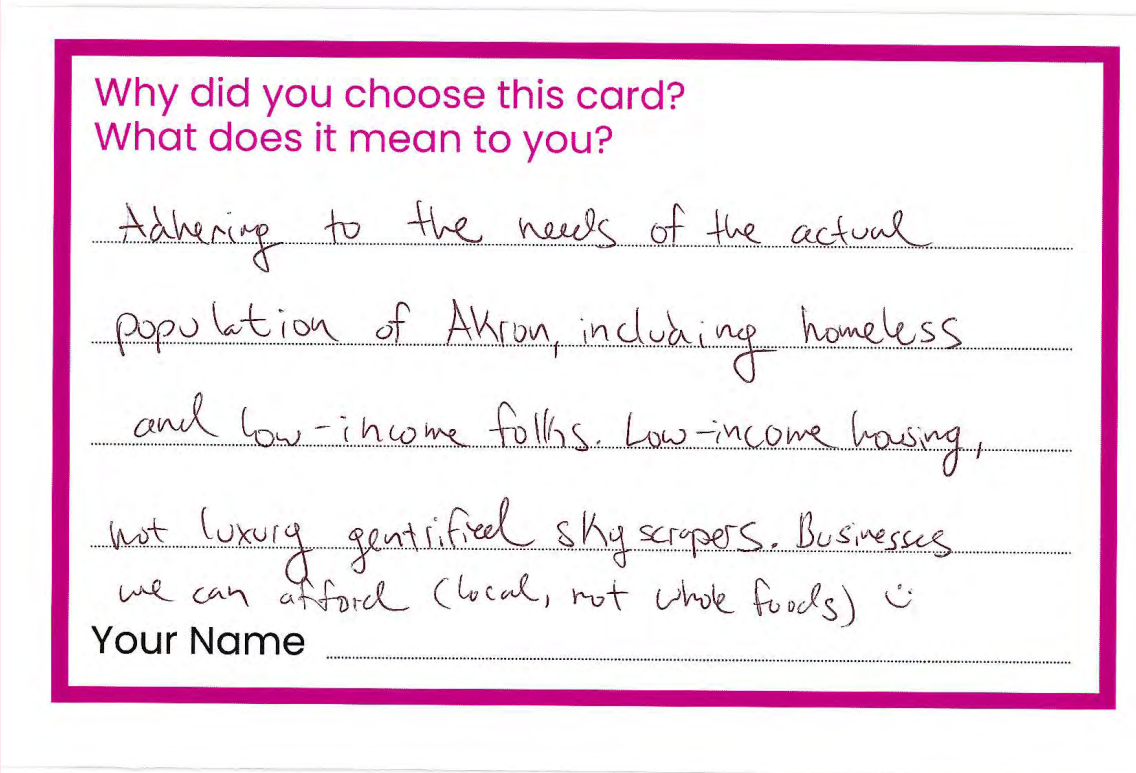 Why did you choose this card?
What does it mean to you?
Adhering to the needs of the actual
population of Akron, including homeless
and low-income folks. Low-income housing,
not luxury gentrified skyscrapers. Businesses
we can afford (local, not whole foods) :)
Your Name